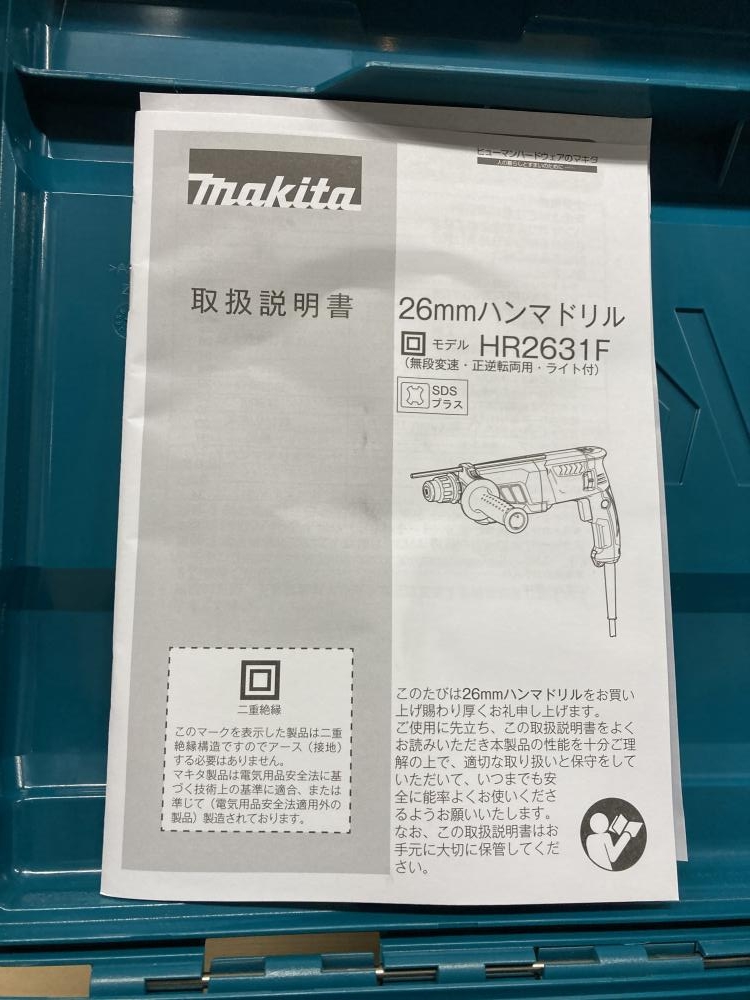 makita
ヒューマンハードウェアのマキタ
人の暮らしとすまいのために
取扱説明書
26mmハンマドリル
モデル HR2631F
(無段変速・正逆転両用・ライト付)
SDS
プラス
二重絶縁
このマークを表示した製品は二重
絶縁構造ですのでアース(接地)
する必要はありません。
マキタ製品は電気用品安全法に基
づく技術上の基準に適合、または
準じて(電気用品安全法適用外の
製品)製造されております。
このたびは26mmハンマドリルをお買い
上げ賜わり厚くお礼申し上げます。
ご使用に先立ち、この取扱説明書をよく
お読みいただき本製品の性能を十分ご理
解の上で、適切な取り扱いと保守をして
いただいて、いつまでも安
全に能率よくお使いくださ
るようお願いいたします。
なお、この取扱説明書はお
手元に大切に保管してくだ
さい。